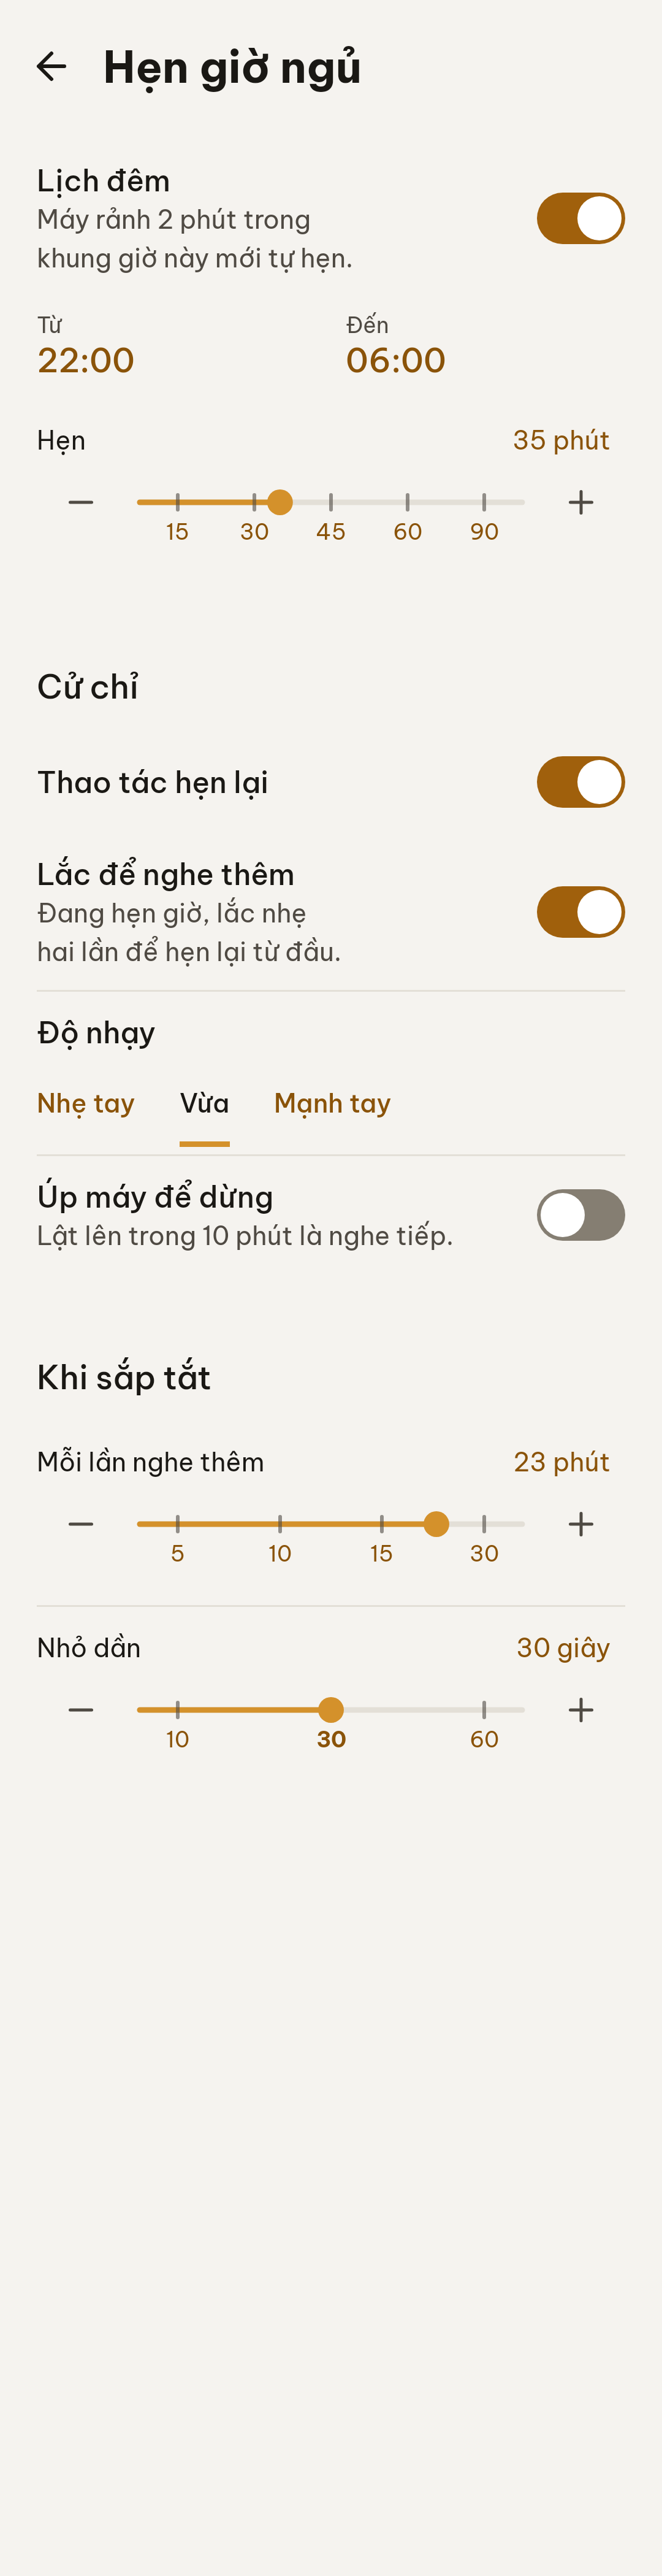 Hẹn giờ ngủ
Lịch đêm
Máy rảnh 2 phút trong
khung giờ này mới tự hẹn.
Từ
Đến
22:00
06:00
Hẹn
35 phút
15 30 45 60 90
Cử chỉ
Thao tác hẹn lại
Lắc để nghe thêm
Đang hẹn giờ, lắc nhẹ
hai lần để hẹn lại từ đầu.
Độ nhạy
Nhẹ tay Vừa Mạnh tay
Úp máy để dừng
Lật lên trong 10 phút là nghe tiếp.
Khi sắp tắt
Mỗi lần nghe thêm
23 phút
5 10 15 30
Nhỏ dần
30 giây
10 30 60